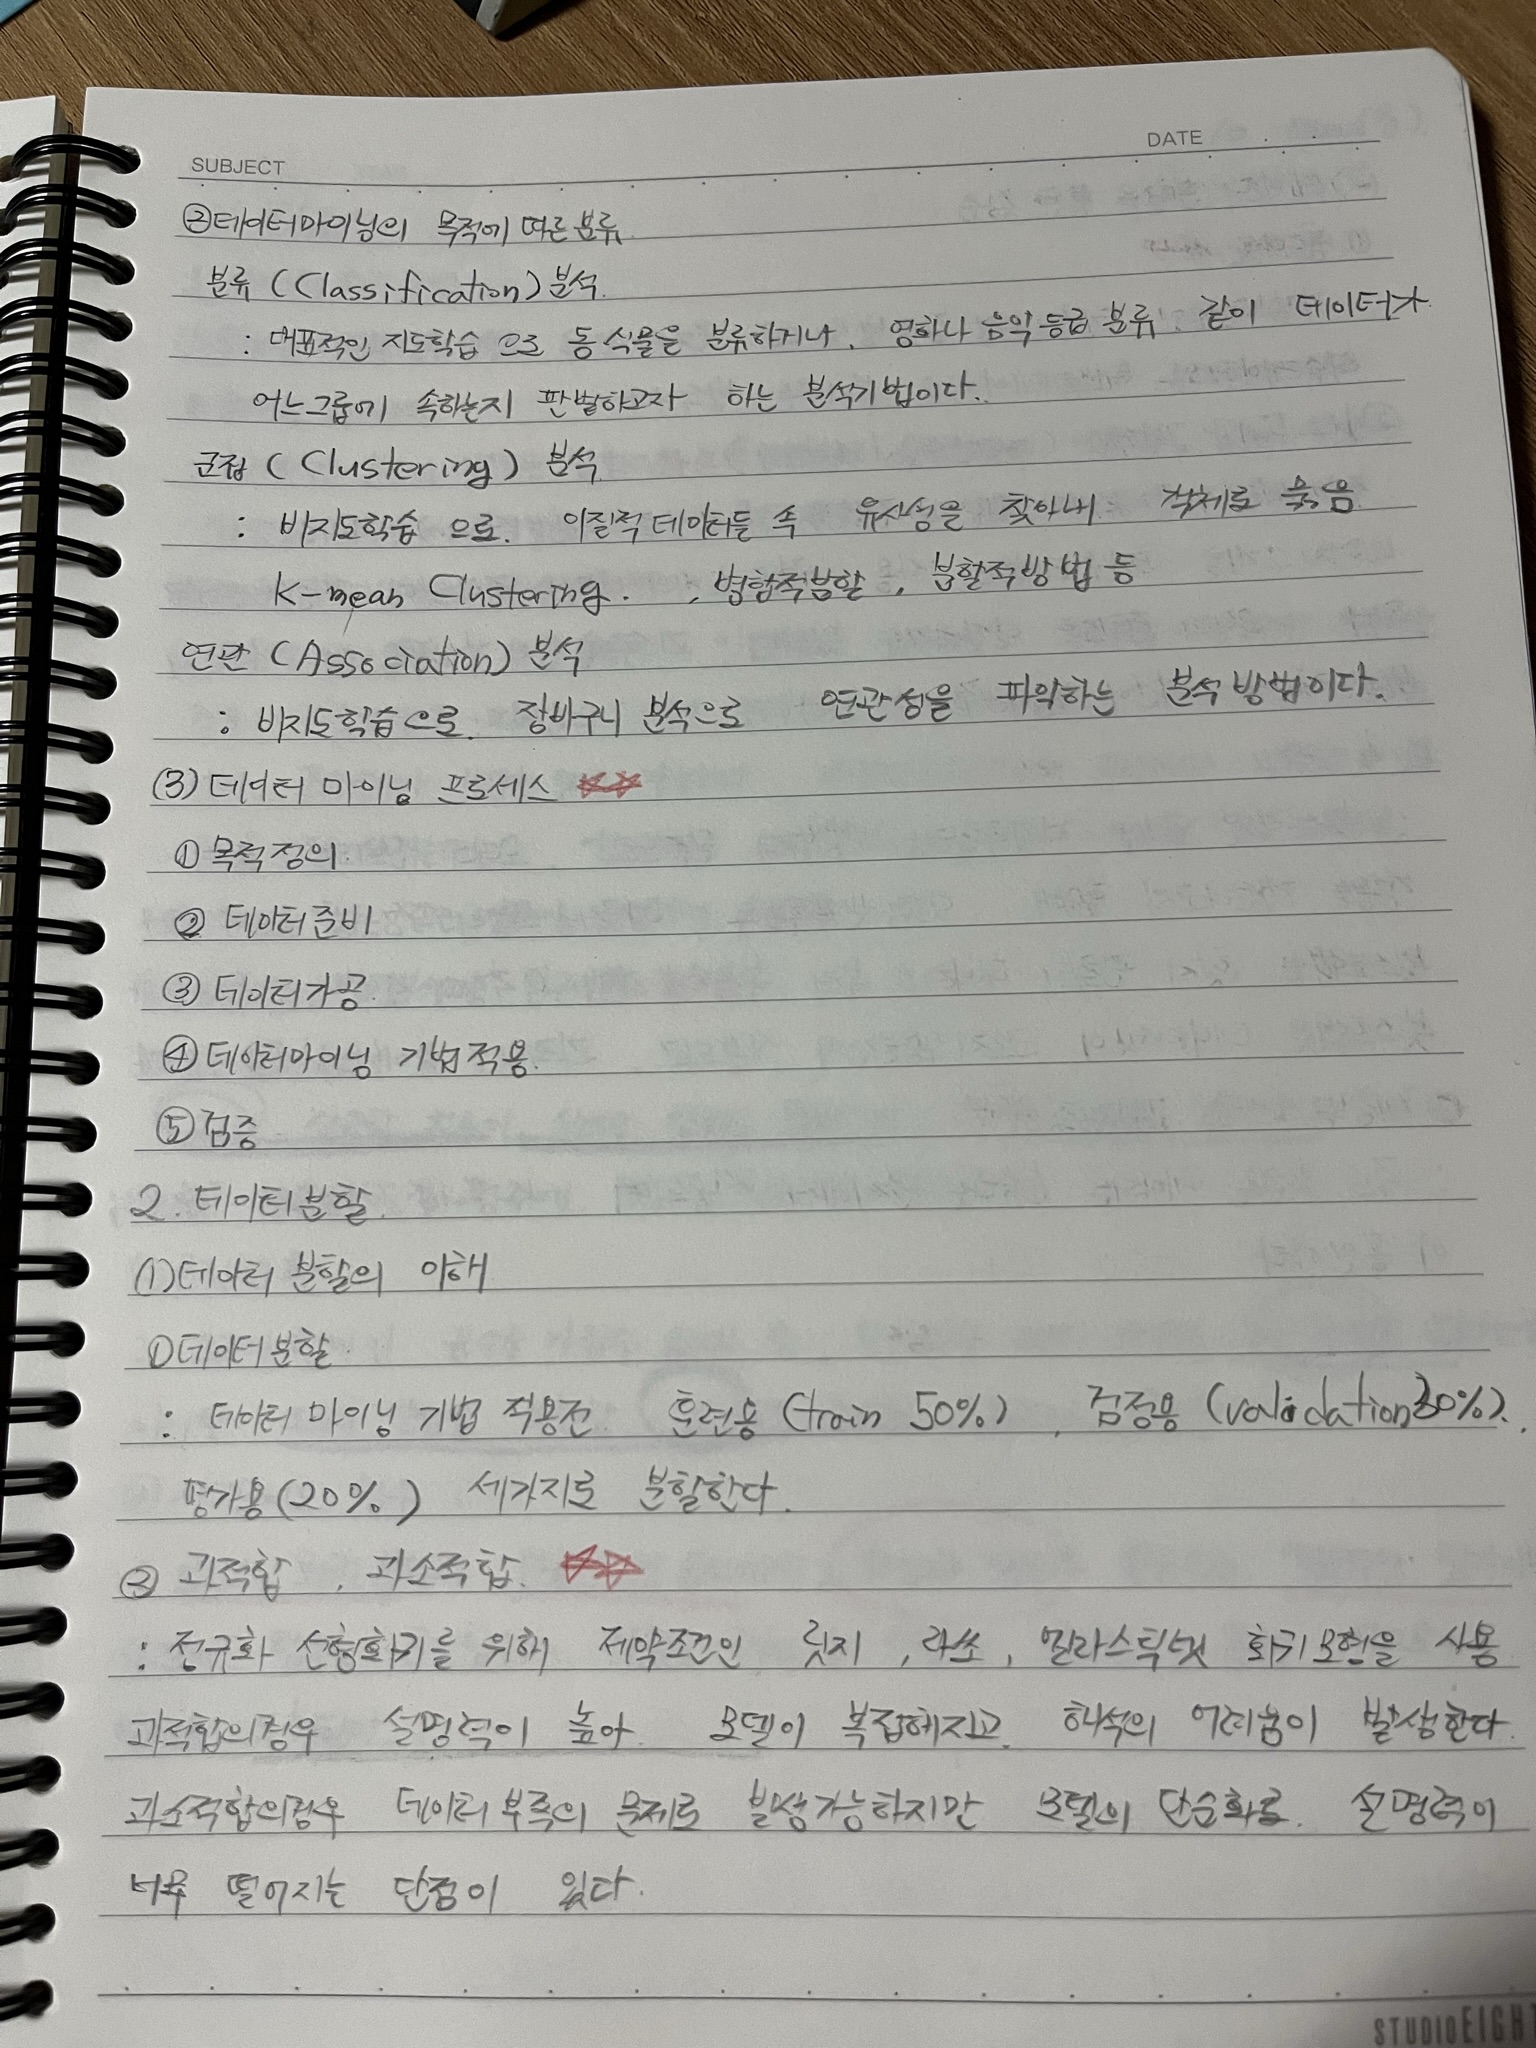 SUBJECT
DATE
②데이터마이닝의 목적에 따른분류
분류 (Classification) 분석.
: 대표적인 지도학습 으로 동식물을 분류하거나, 영화나 음악등급 분류 같이 데이터가
어느그룹에 속하는지 판별하고자 하는 분석기법이다.
군집 (Clustering) 분석
: 비지도학습 으로. 이질적데이터들 속 유사성을 찾아내 객체로 묶음
K-mean Clustering. , 병합적분할, 분할적방법 등
연관 (Association) 분석
: 비지도학습으로. 장바구니 분석으로 연관성을 파악하는 분석방법이다.
(3) 데이터 마이닝 프로세스 ☆☆
① 목적정의
② 데이터준비
③ 데이터가공
④ 데이터마이닝 기법적용
⑤ 검증
2. 데이터분할
(1) 데이터 분할의 이해
① 데이터분할
: 데이터 마이닝 기법 적용전 훈련용 (train 50%) , 검정용 (validation 30%),
평가용(20%) 세가지로 분할한다.
② 과적합 , 과소적합. ☆☆
: 정규화 선형회귀를 위해 제약조건인 릿지 , 라쏘, 엘라스틱넷 회귀모형을 사용
과적합의경우 설명력이 높아 모델이 복잡해지고 해석의 어려움이 발생한다.
과소적합의경우 데이터부족의 문제로 발생가능하지만 모델의 단순화로. 설명력이
너무 떨어지는 단점이 있다.
STUDIO EIGHT